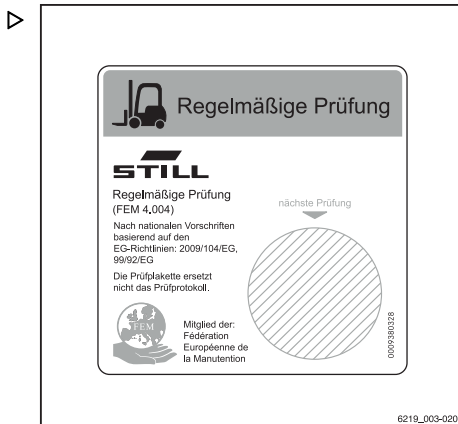 Regelmäßige Prüfung
STILL
Regelmäßige Prüfung
(FEM 4.004)
Nach nationalen Vorschriften
basierend auf den
EG-Richtlinien: 2009/104/EG,
99/92/EG
Die Prüfplakette ersetzt
nicht das Prüfprotokoll.
nächste Prüfung
FEM
Mitglied der:
Fédération
Européenne de
la Manutention
0009380328
6219_003-020